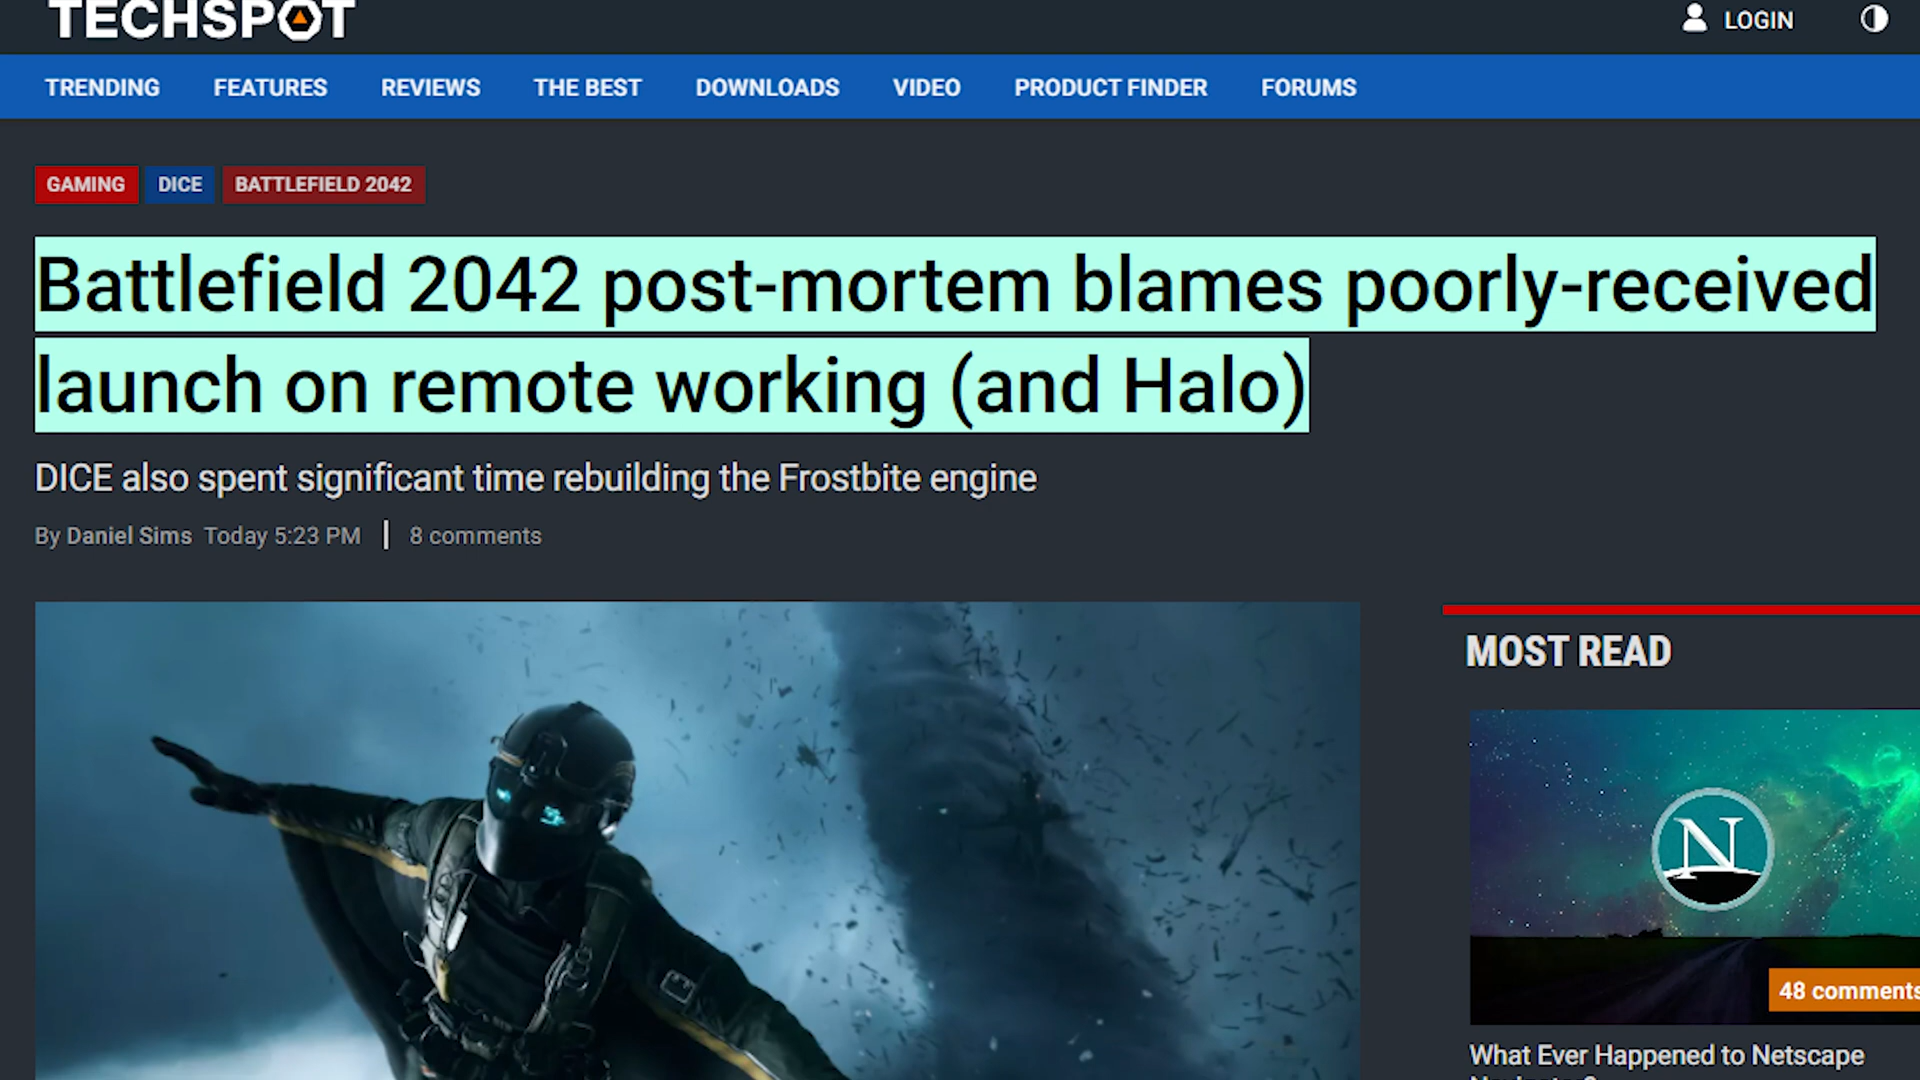 TECHSPOT
LOGIN
TRENDING FEATURES REVIEWS THE BEST DOWNLOADS VIDEO PRODUCT FINDER FORUMS
GAMING DICE BATTLEFIELD 2042
Battlefield 2042 post-mortem blames poorly-received
launch on remote working (and Halo)
DICE also spent significant time rebuilding the Frostbite engine
By Daniel Sims Today 5:23 PM | 8 comments
MOST READ
N
48 comments
What Ever Happened to Netscape